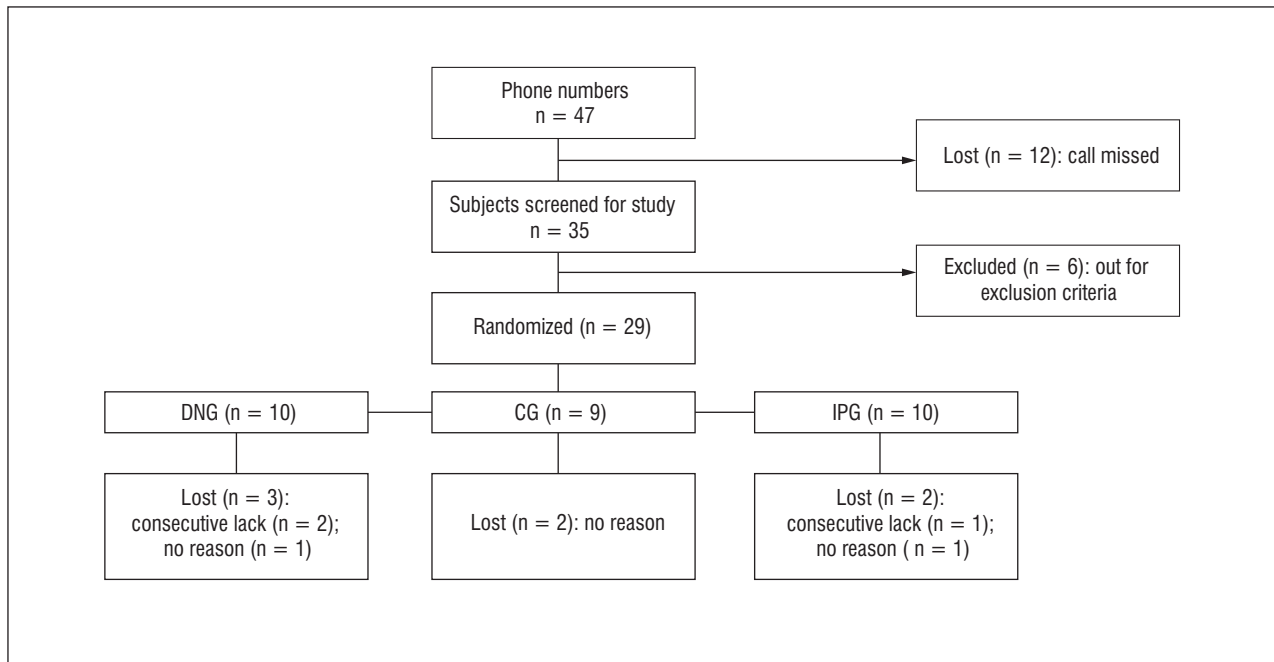 Phone numbers
n = 47
Lost (n = 12): call missed
Subjects screened for study
n = 35
Excluded (n = 6): out for
exclusion criteria
Randomized (n = 29)
DNG (n = 10)
CG (n = 9)
IPG (n = 10)
Lost (n = 3):
consecutive lack (n = 2);
no reason (n = 1)
Lost (n = 2): no reason
Lost (n = 2):
consecutive lack (n = 1);
no reason ( n = 1)